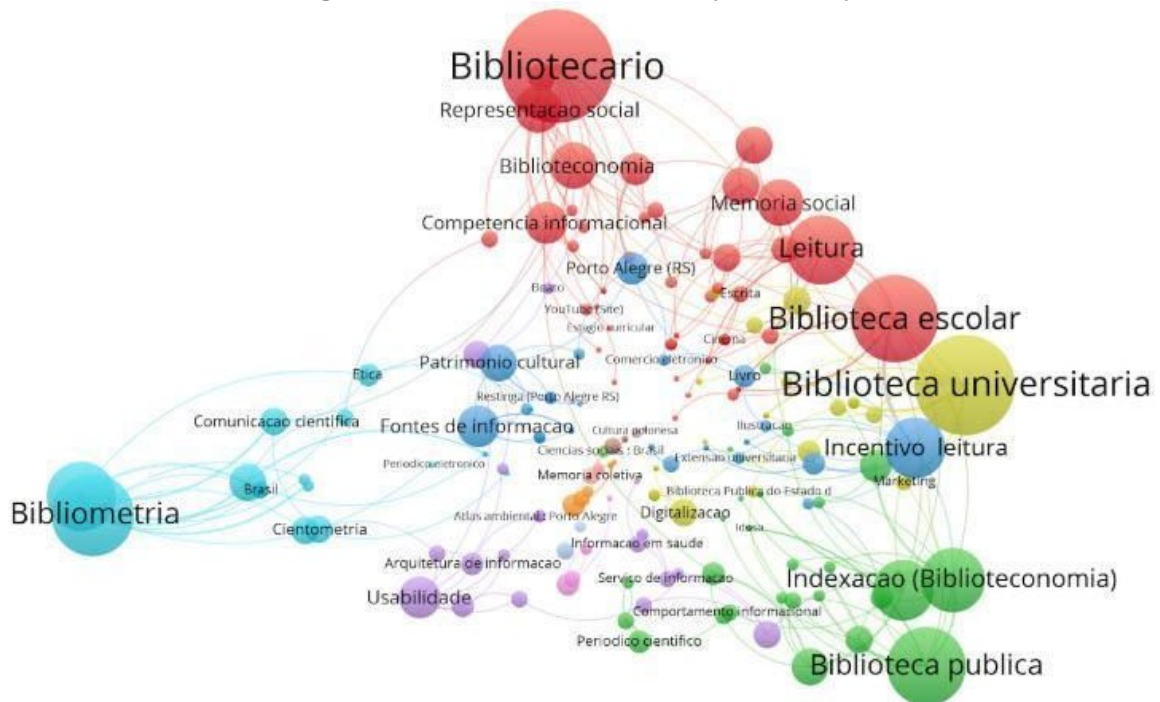 Bibliotecario
Representacao social
Biblioteconomia
Memoria social
Competencia informacional
Leitura
Porto Alegre (RS)
Escrita
YouTube (Site)
Biblioteca escolar
Estagio curricular
Cinema
Patrimonio cultural
Comercio eletronico
Etica
Livro
Biblioteca universitaria
Restinga (Porto Alegre RS)
Comunicacao cientifica
Fontes de informacao
Cultura polonesa
Ilustracao
Ciencias sociais : Brasil
Incentivo leitura
Extensao universitaria
Periodico eletronico
Memoria coletiva
Marketing
Brasil
Biblioteca Publica do Estado d
Bibliometria
Digitalizacao
Atlas ambiental : Porto Alegre
Cientometria
Idosa
Informacao em saude
Arquitetura de informacao
Servico de informacao
Indexacao (Biblioteconomia)
Usabilidade
Comportamento informacional
Periodico cientifico
Biblioteca publica